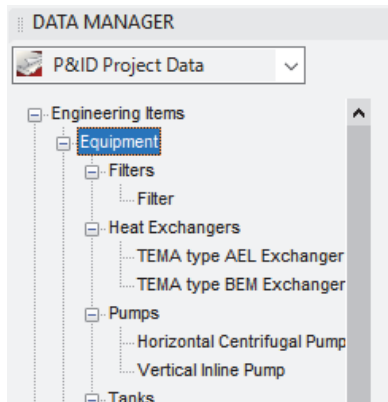 DATA MANAGER
P&ID Project Data
Engineering Items
Equipment
Filters
Filter
Heat Exchangers
TEMA type AEL Exchanger
TEMA type BEM Exchanger
Pumps
Horizontal Centrifugal Pump
Vertical Inline Pump
Tanks